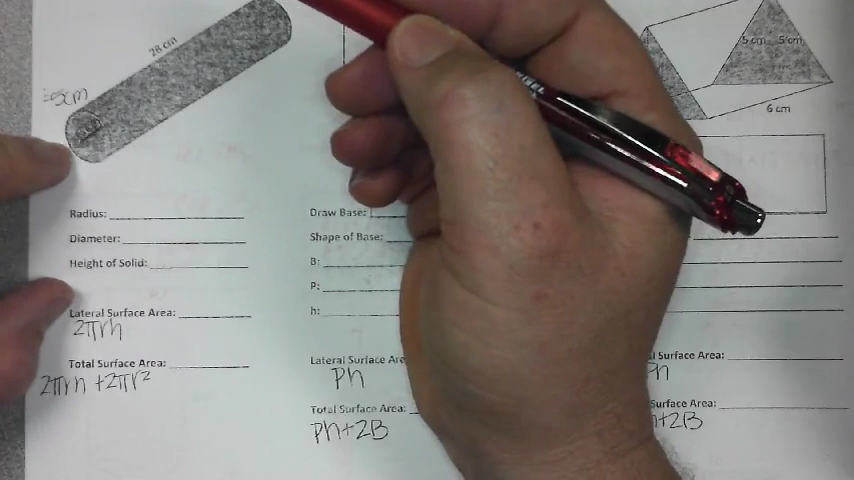 28 cm
5cm
Radius:
Diameter:
Height of Solid:
Lateral Surface Area:
2πrh
Total Surface Area:
2πrh + 2πr²
Draw Base:
Shape of Base:
B:
P:
h:
Lateral Surface Are
Ph
Total Surface Area:
Ph+2B
5 cm 5 cm
6 cm
l Surface Area:
Ph
Surface Area:
h+2B